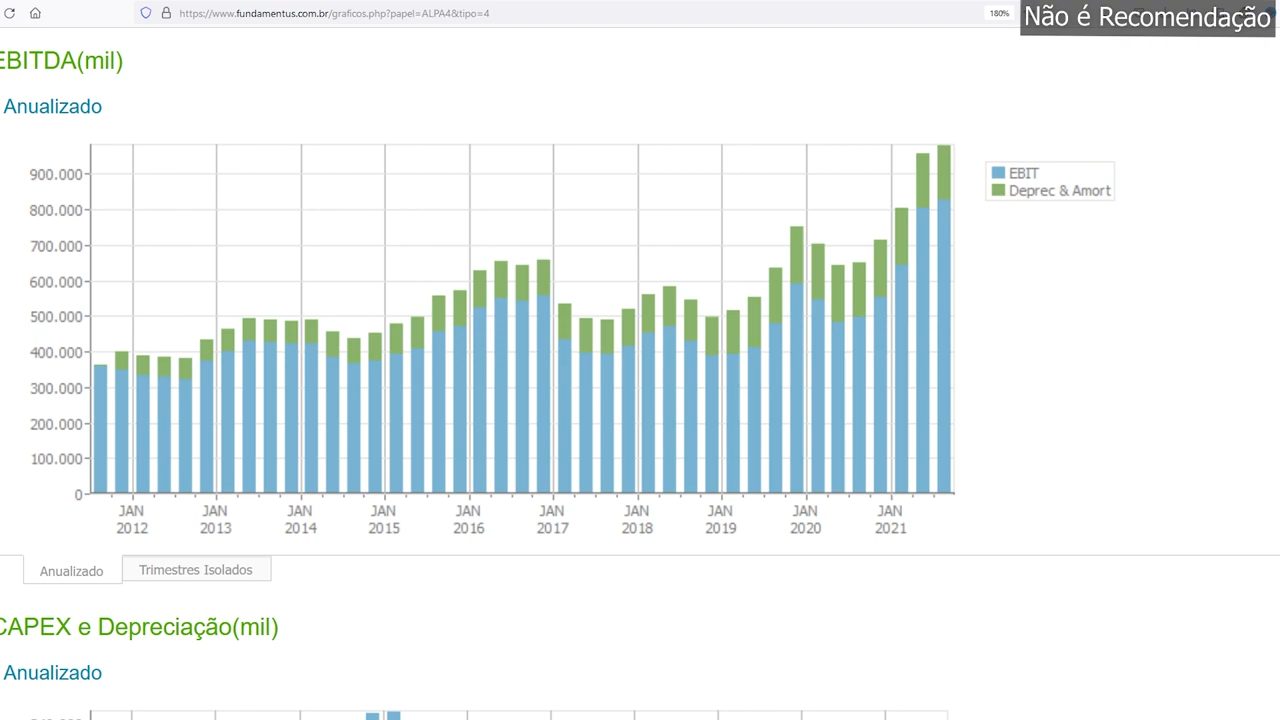 https://www.fundamentus.com.br/graficos.php?papel=ALPA4&tipo=4
180%
Não é Recomendação
EBITDA(mil)
Anualizado
900.000
800.000
700.000
600.000
500.000
400.000
300.000
200.000
100.000
0
EBIT
Deprec & Amort
JAN JAN JAN JAN JAN JAN JAN JAN JAN JAN
2012 2013 2014 2015 2016 2017 2018 2019 2020 2021
Anualizado Trimestres Isolados
CAPEX e Depreciação(mil)
Anualizado